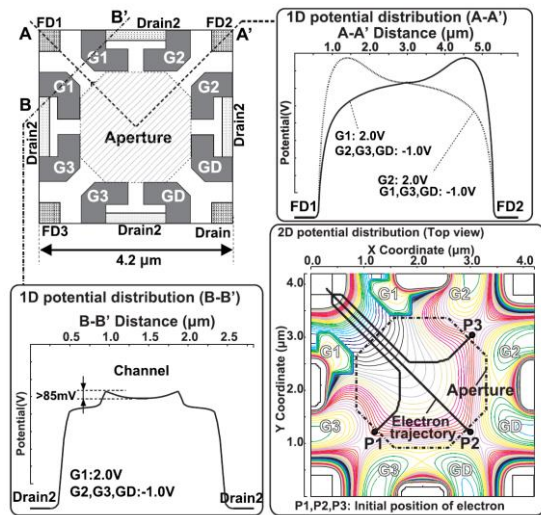 B'
Drain2
A
FD1
FD2
A'
G1
G2
G1
G2
B
Drain2
Aperture
Drain2
G3
GD
G3
GD
FD3
Drain2
Drain
4.2 μm
1D potential distribution (A-A')
A-A' Distance (μm)
0.0 1.0 2.0 3.0 4.0 5.0
Potential(V)
G1: 2.0V
G2,G3,GD: -1.0V
G2: 2.0V
G1,G3,GD: -1.0V
FD1
FD2
1D potential distribution (B-B')
B-B' Distance (μm)
0.5 1.0 1.5 2.0 2.5
Channel
>85mV
Potential(V)
G1:2.0V
G2,G3,GD:-1.0V
Drain2
Drain2
2D potential distribution (Top view)
X Coordinate (μm)
0.0 1.0 2.0 3.0 4.0
Y Coordinate (μm)
4.0
3.0
2.0
1.0
G1
G2
P3
G1
G2
Aperture
Electron
trajectory
P1
P2
GD
G3
G3
GD
P1,P2,P3: Initial position of electron